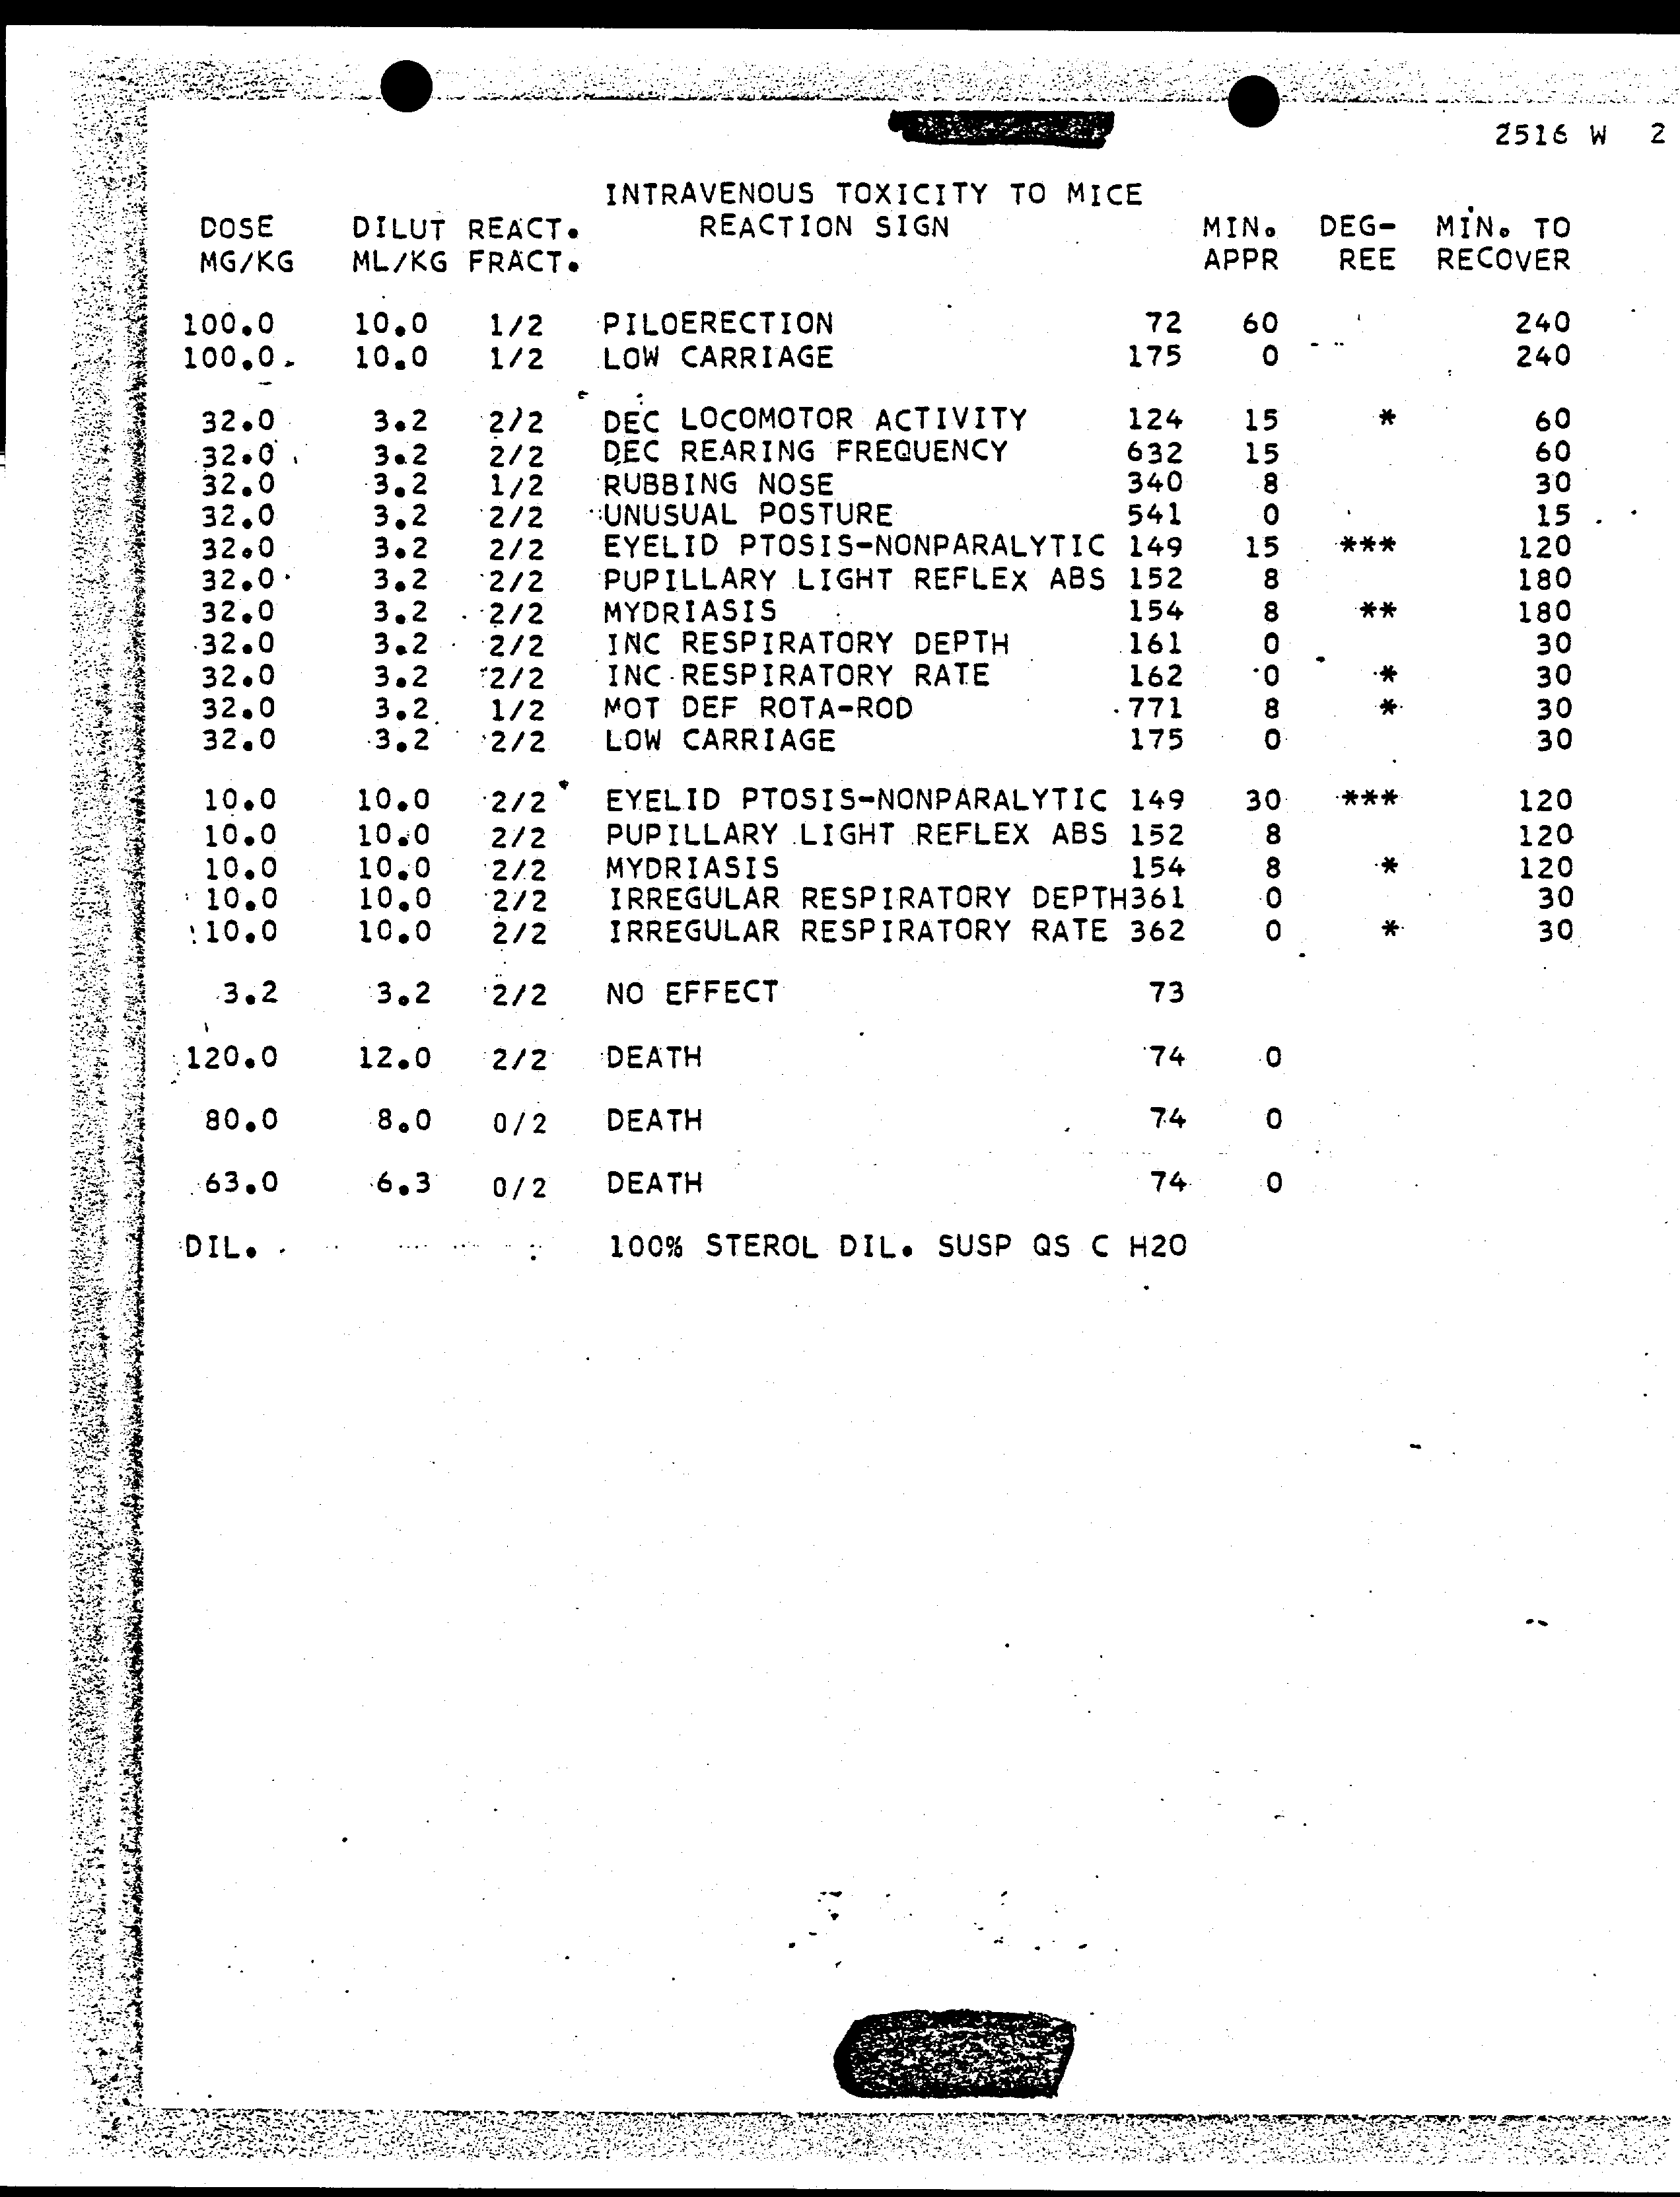 2516 W 2
INTRAVENOUS TOXICITY TO MICE
DOSE DILUT REACT. REACTION SIGN MIN. DEG- MIN. TO
MG/KG ML/KG FRACT. APPR REE RECOVER
100.0 10.0 1/2 PILOERECTION 72 60 240
100.0 10.0 1/2 LOW CARRIAGE 175 0 240
32.0 3.2 2/2 DEC LOCOMOTOR ACTIVITY 124 15 * 60
32.0 3.2 2/2 DEC REARING FREQUENCY 632 15 60
32.0 3.2 1/2 RUBBING NOSE 340 8 30
32.0 3.2 2/2 UNUSUAL POSTURE 541 0 15
32.0 3.2 2/2 EYELID PTOSIS-NONPARALYTIC 149 15 *** 120
32.0 3.2 2/2 PUPILLARY LIGHT REFLEX ABS 152 8 180
32.0 3.2 2/2 MYDRIASIS 154 8 ** 180
32.0 3.2 2/2 INC RESPIRATORY DEPTH 161 0 30
32.0 3.2 2/2 INC RESPIRATORY RATE 162 0 * 30
32.0 3.2 1/2 MOT DEF ROTA-ROD 771 8 * 30
32.0 3.2 2/2 LOW CARRIAGE 175 0 30
10.0 10.0 2/2 EYELID PTOSIS-NONPARALYTIC 149 30 *** 120
10.0 10.0 2/2 PUPILLARY LIGHT REFLEX ABS 152 8 120
10.0 10.0 2/2 MYDRIASIS 154 8 * 120
10.0 10.0 2/2 IRREGULAR RESPIRATORY DEPTH361 0 30
10.0 10.0 2/2 IRREGULAR RESPIRATORY RATE 362 0 * 30
3.2 3.2 2/2 NO EFFECT 73
120.0 12.0 2/2 DEATH 74 0
80.0 8.0 0/2 DEATH 74 0
63.0 6.3 0/2 DEATH 74 0
DIL. 100% STEROL DIL. SUSP QS C H2O